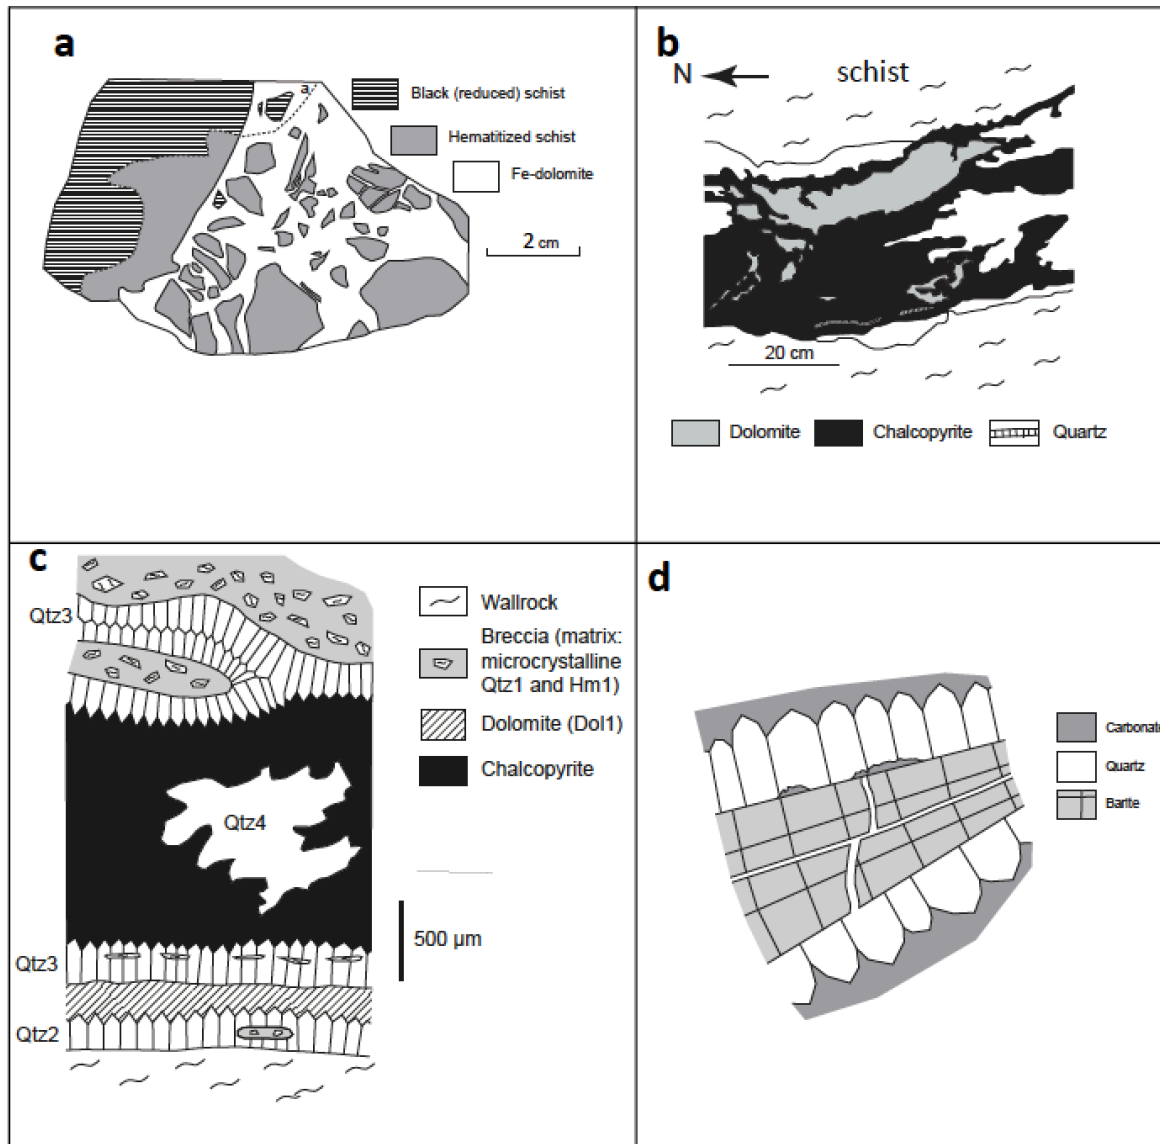 a
a
Black (reduced) schist
Hematitized schist
Fe-dolomite
2 cm
b
N
schist
20 cm
Dolomite
Chalcopyrite
Quartz
c
Qtz3
Wallrock
Breccia (matrix:
microcrystalline
Qtz1 and Hm1)
Dolomite (Dol1)
Chalcopyrite
Qtz4
500 µm
Qtz3
Qtz2
d
Carbonate
Quartz
Barite